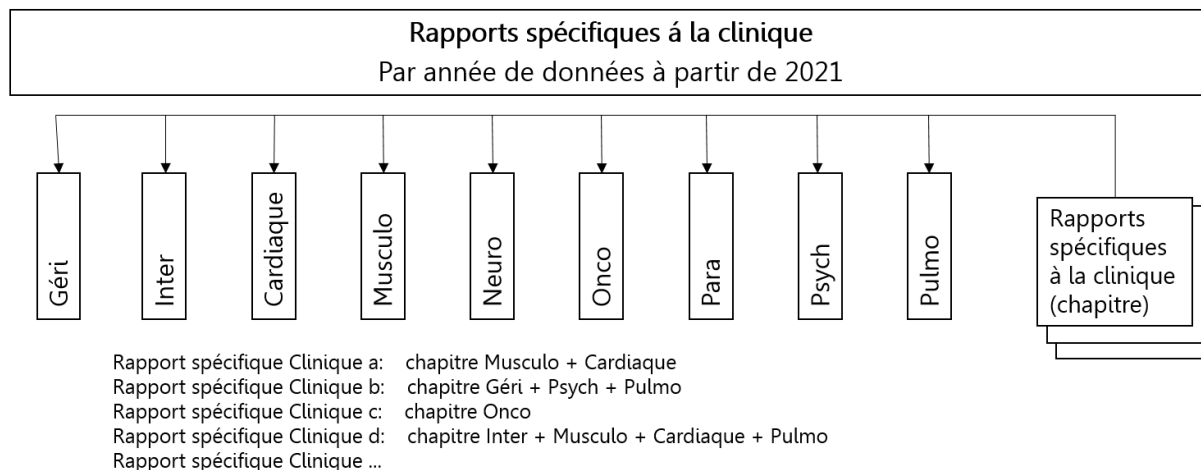 Rapports spécifiques á la clinique
Par année de données à partir de 2021
Géri
Inter
Cardiaque
Musculo
Neuro
Onco
Para
Psych
Pulmo
Rapports
spécifiques
à la clinique
(chapitre)
Rapport spécifique Clinique a: chapitre Musculo + Cardiaque
Rapport spécifique Clinique b: chapitre Géri + Psych + Pulmo
Rapport spécifique Clinique c: chapitre Onco
Rapport spécifique Clinique d: chapitre Inter + Musculo + Cardiaque + Pulmo
Rapport spécifique Clinique ...